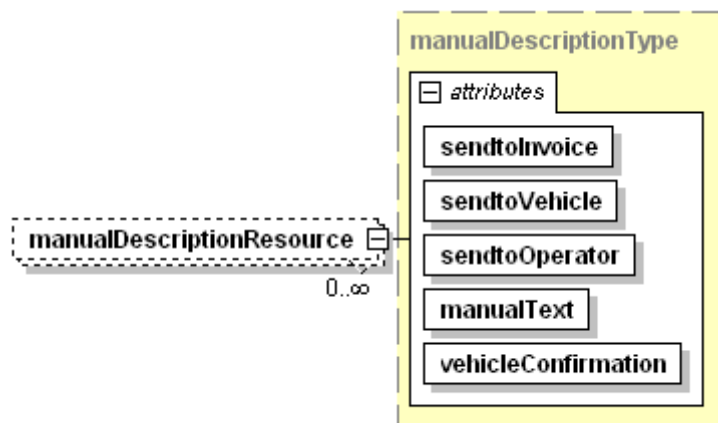 manualDescriptionType
attributes
sendtoInvoice
sendtoVehicle
manualDescriptionResource
sendtoOperator
0..∞
manualText
vehicleConfirmation